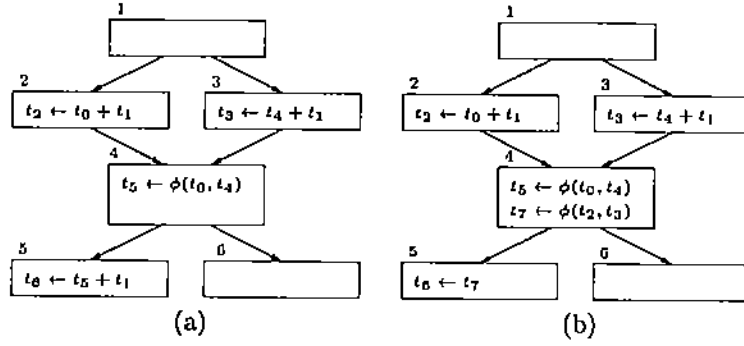 1
2
t₂ ← t₀ + t₁
3
t₃ ← t₄ + t₁
4
t₅ ← ϕ(t₀, t₄)
5
t₆ ← t₅ + t₁
6
(a)
1
2
t₂ ← t₀ + t₁
3
t₃ ← t₄ + t₁
4
t₅ ← ϕ(t₀, t₄)
t₇ ← ϕ(t₂, t₃)
5
t₆ ← t₇
6
(b)